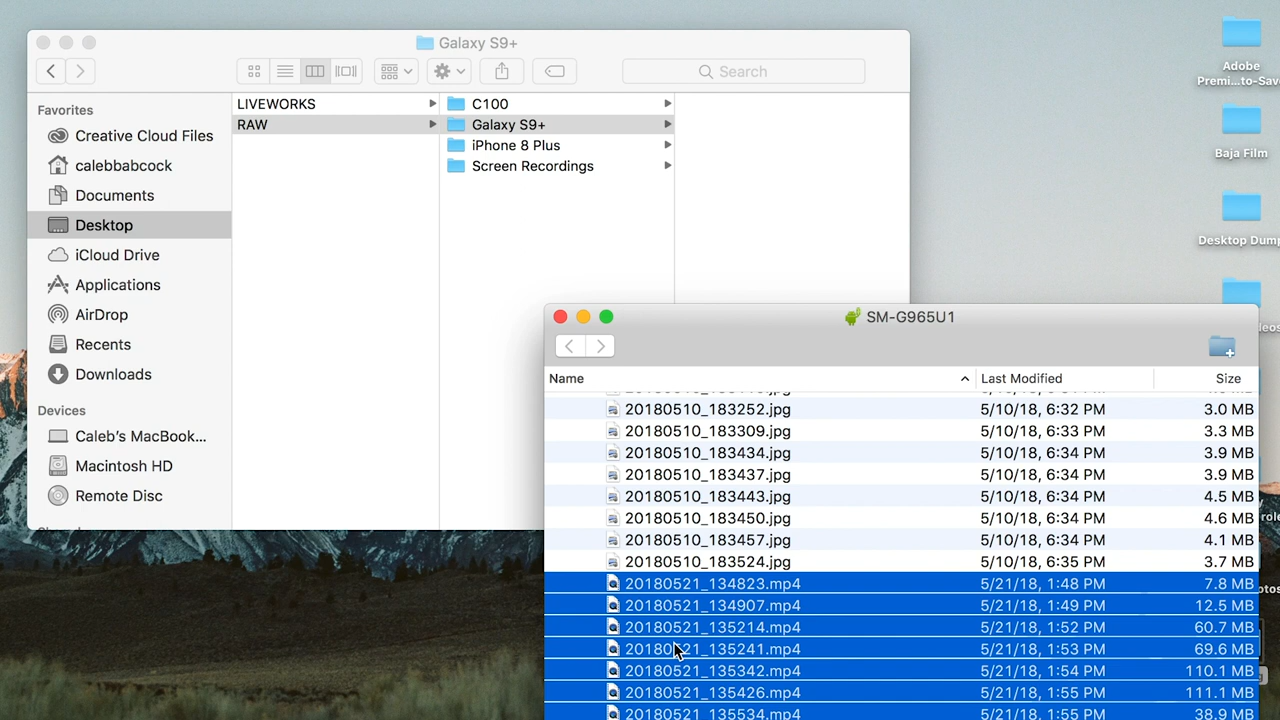 Galaxy S9+
Search
Favorites
Creative Cloud Files
calebbabcock
Documents
Desktop
iCloud Drive
Applications
AirDrop
Recents
Downloads
Devices
Caleb's MacBook...
Macintosh HD
Remote Disc
LIVEWORKS
RAW
C100
Galaxy S9+
iPhone 8 Plus
Screen Recordings
Adobe
Premi...to-Save
Baja Film
Desktop Dump
SM-G965U1
Name Last Modified Size
20180510_183252.jpg 5/10/18, 6:32 PM 3.0 MB
20180510_183309.jpg 5/10/18, 6:33 PM 3.3 MB
20180510_183434.jpg 5/10/18, 6:34 PM 3.9 MB
20180510_183437.jpg 5/10/18, 6:34 PM 3.9 MB
20180510_183443.jpg 5/10/18, 6:34 PM 4.5 MB
20180510_183450.jpg 5/10/18, 6:34 PM 4.6 MB
20180510_183457.jpg 5/10/18, 6:34 PM 4.1 MB
20180510_183524.jpg 5/10/18, 6:35 PM 3.7 MB
20180521_134823.mp4 5/21/18, 1:48 PM 7.8 MB
20180521_134907.mp4 5/21/18, 1:49 PM 12.5 MB
20180521_135214.mp4 5/21/18, 1:52 PM 60.7 MB
20180521_135241.mp4 5/21/18, 1:53 PM 69.6 MB
20180521_135342.mp4 5/21/18, 1:54 PM 110.1 MB
20180521_135426.mp4 5/21/18, 1:55 PM 111.1 MB
20180521_135534.mp4 5/21/18, 1:55 PM 38.9 MB